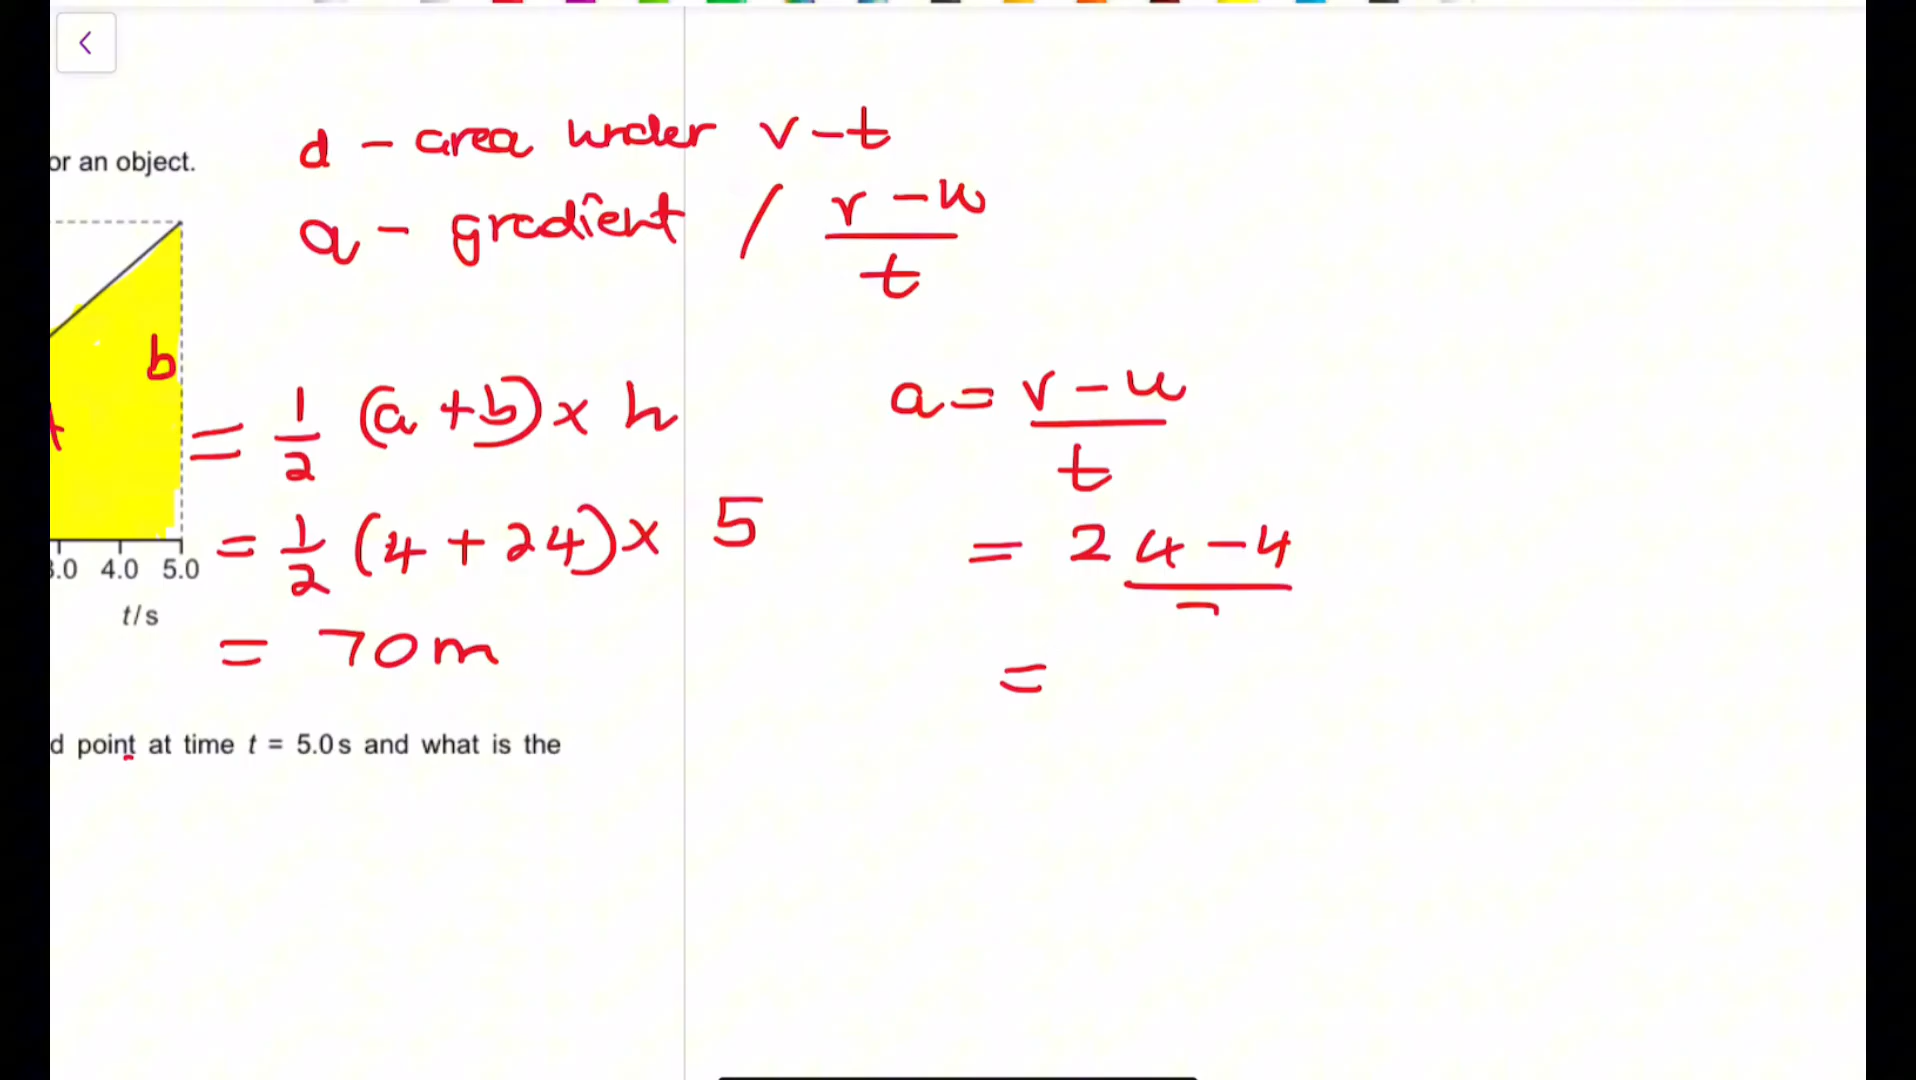 d - area under v-t
or an object.
a - gradient / v-u
t
b
= 1/2 (a+b) × h
a = v-u
t
= 1/2 (4+24) × 5
= 24-4
3.0 4.0 5.0
t/s
= 70m
=
d point at time t = 5.0s and what is the